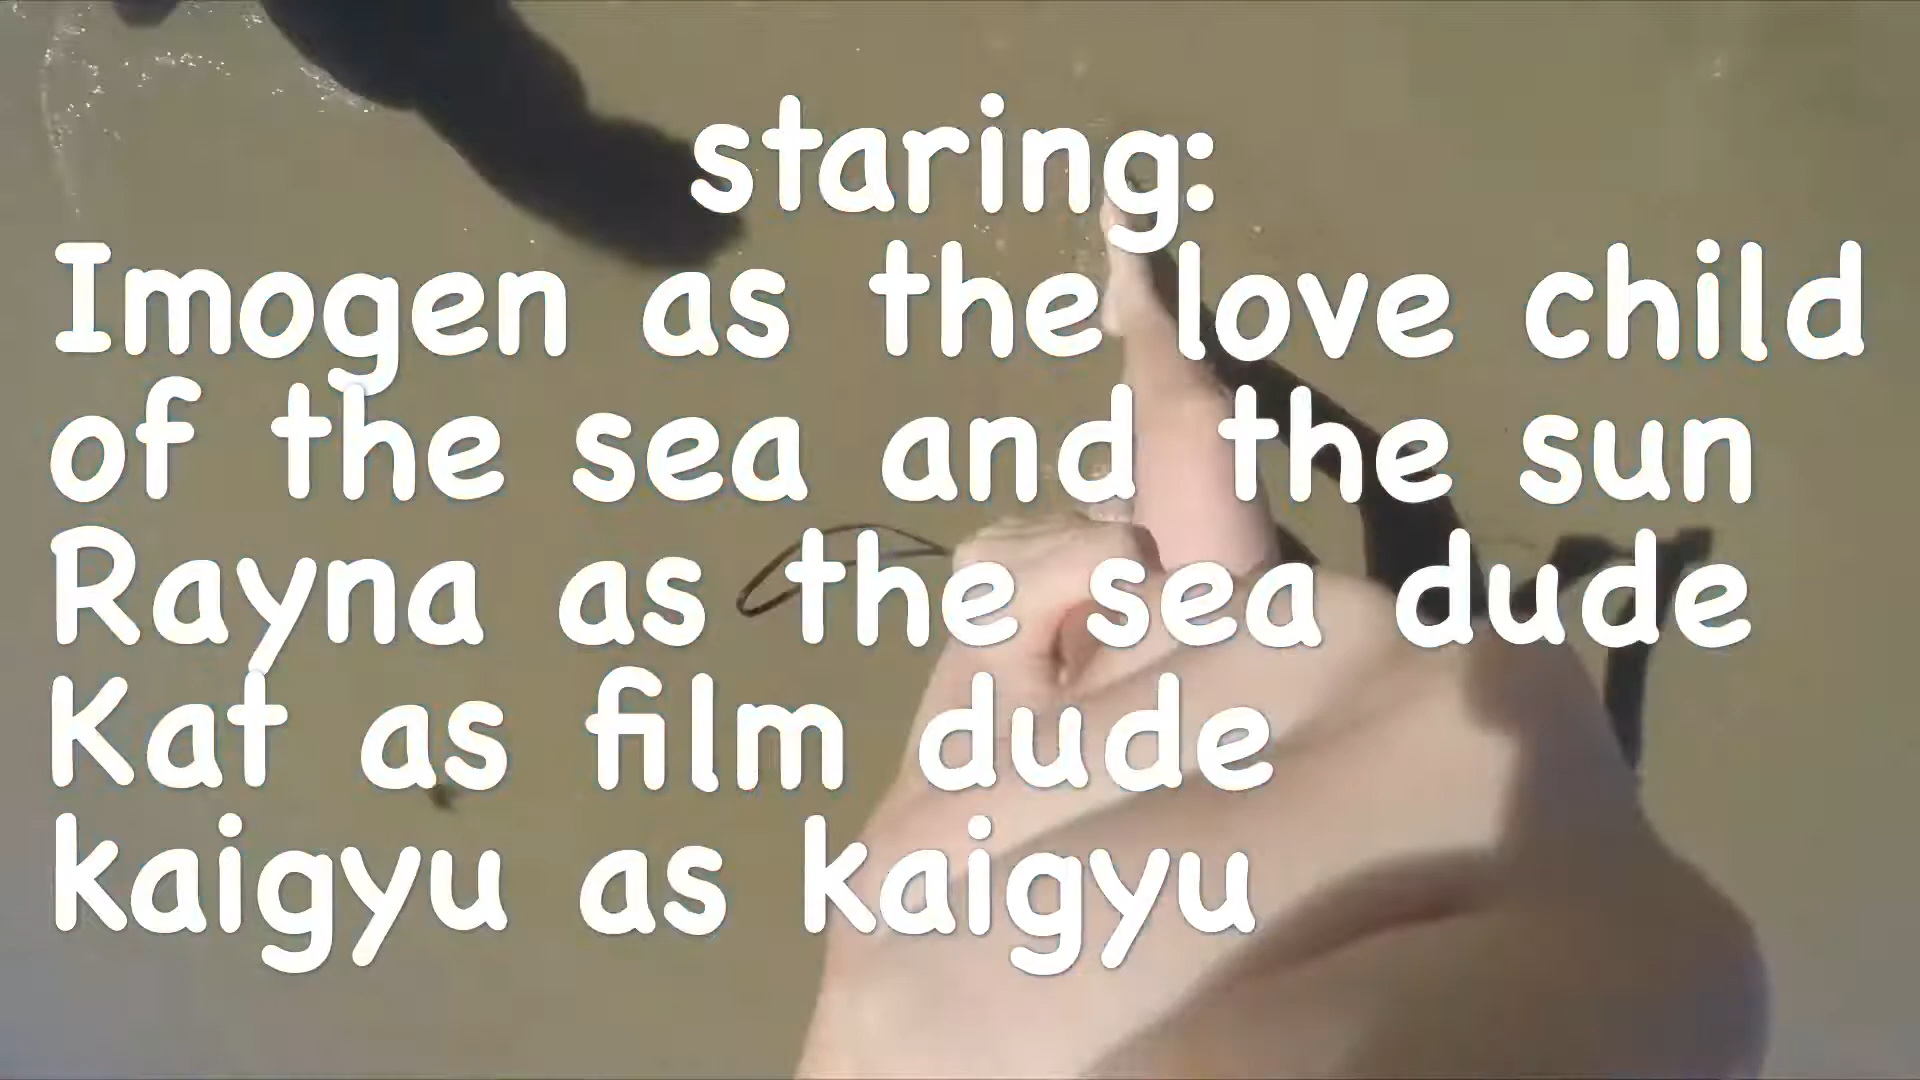 staring:
Imogen as the love child
of the sea and the sun
Rayna as the sea dude
Kat as film dude
kaigyu as kaigyu